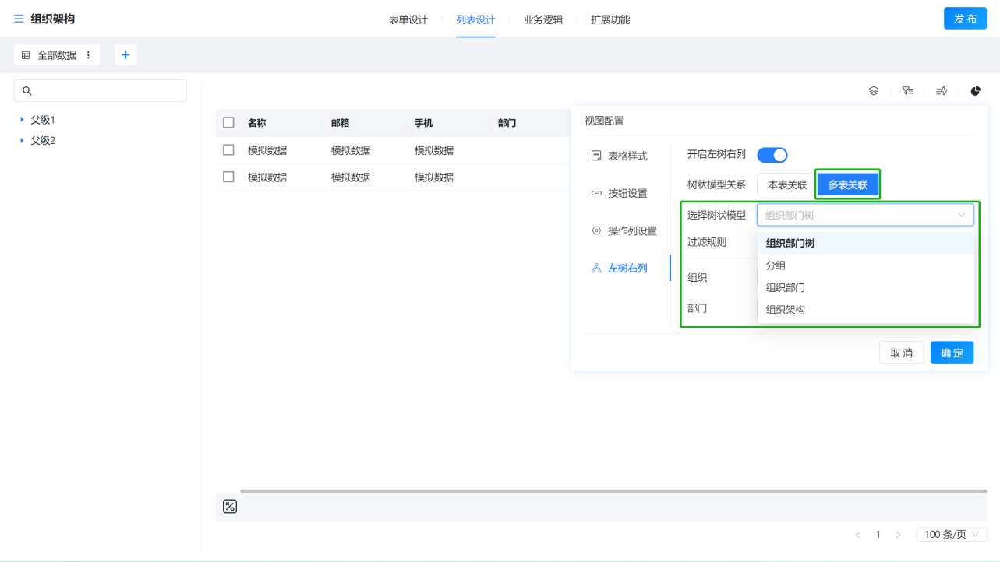 组织架构
表单设计
列表设计
业务逻辑
扩展功能
发 布
全部数据
父级1
父级2
名称 邮箱 手机 部门
模拟数据 模拟数据 模拟数据
模拟数据 模拟数据 模拟数据
视图配置
表格样式
按钮设置
操作列设置
左树右列
开启左树右列
树状模型关系 本表关联 多表关联
选择树状模型 组织部门树
过滤规则
组织
部门
组织部门树
分组
组织部门
组织架构
取 消
确 定
< 1 >
100 条/页